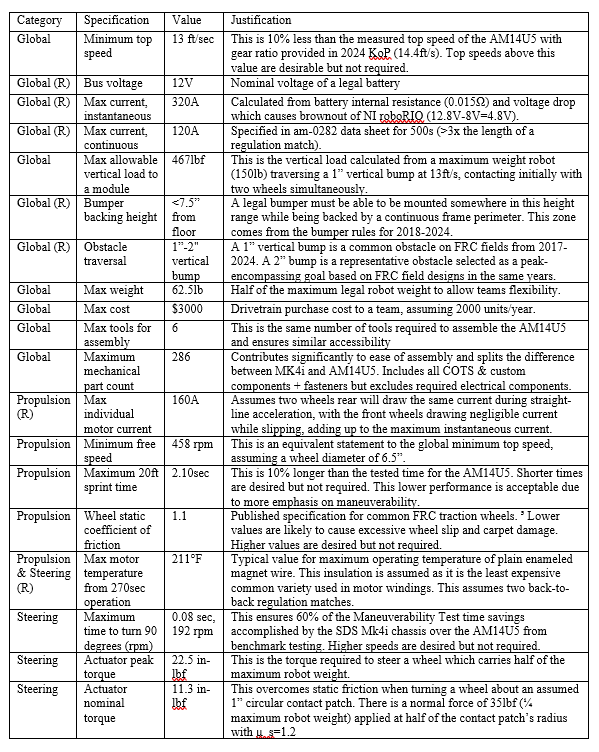 Category Specification Value Justification
Global Minimum top speed 13 ft/sec This is 10% less than the measured top speed of the AM14U5 with
gear ratio provided in 2024 KoP (14.4ft/s). Top speeds above this
value are desirable but not required.
Global (R) Bus voltage 12V Nominal voltage of a legal battery
Global (R) Max current, instantaneous 320A Calculated from battery internal resistance (0.015Ω) and voltage drop
which causes brownout of NI roboRIO (12.8V-8V=4.8V).
Global (R) Max current, continuous 120A Specified in am-0282 data sheet for 500s (>3x the length of a
regulation match).
Global Max allowable vertical load to a module 467lbf This is the vertical load calculated from a maximum weight robot
(150lb) traversing a 1” vertical bump at 13ft/s, contacting initially with
two wheels simultaneously.
Global (R) Bumper backing height <7.5” from floor A legal bumper must be able to be mounted somewhere in this height
range while being backed by a continuous frame perimeter. This zone
comes from the bumper rules for 2018-2024.
Global (R) Obstacle traversal 1”-2” vertical bump A 1” vertical bump is a common obstacle on FRC fields from 2017-
2024. A 2” bump is a representative obstacle selected as a peak-
encompassing goal based on FRC field designs in the same years.
Global Max weight 62.5lb Half of the maximum legal robot weight to allow teams flexibility.
Global Max cost $3000 Drivetrain purchase cost to a team, assuming 2000 units/year.
Global Max tools for assembly 6 This is the same number of tools required to assemble the AM14U5
and ensures similar accessibility
Global Maximum mechanical part count 286 Contributes significantly to ease of assembly and splits the difference
between MK4i and AM14U5. Includes all COTS & custom
components + fasteners but excludes required electrical components.
Propulsion (R) Max individual motor current 160A Assumes two wheels rear will draw the same current during straight-
line acceleration, with the front wheels drawing negligible current
while slipping, adding up to the maximum instantaneous current.
Propulsion Minimum free speed 458 rpm This is an equivalent statement to the global minimum top speed,
assuming a wheel diameter of 6.5”.
Propulsion Maximum 20ft sprint time 2.10sec This is 10% longer than the tested time for the AM14U5. Shorter times
are desired but not required. This lower performance is acceptable due
to more emphasis on maneuverability.
Propulsion Wheel static coefficient of friction 1.1 Published specification for common FRC traction wheels. ⁵ Lower
values are likely to cause excessive wheel slip and carpet damage.
Higher values are desired but not required.
Propulsion & Steering (R) Max motor temperature from 270sec operation 211°F Typical value for maximum operating temperature of plain enameled
magnet wire. This insulation is assumed as it is the least expensive
common variety used in motor windings. This assumes two back-to-
back regulation matches.
Steering Maximum time to turn 90 degrees (rpm) 0.08 sec, 192 rpm This ensures 60% of the Maneuverability Test time savings
accomplished by the SDS Mk4i chassis over the AM14U5 from
benchmark testing. Higher speeds are desired but not required.
Steering Actuator peak torque 22.5 in-lbf This is the torque required to steer a wheel which carries half of the
maximum robot weight.
Steering Actuator nominal torque 11.3 in-lbf This overcomes static friction when turning a wheel about an assumed
1” circular contact patch. There is a normal force of 35lbf (¼
maximum robot weight) applied at half of the contact patch’s radius
with μ_s=1.2